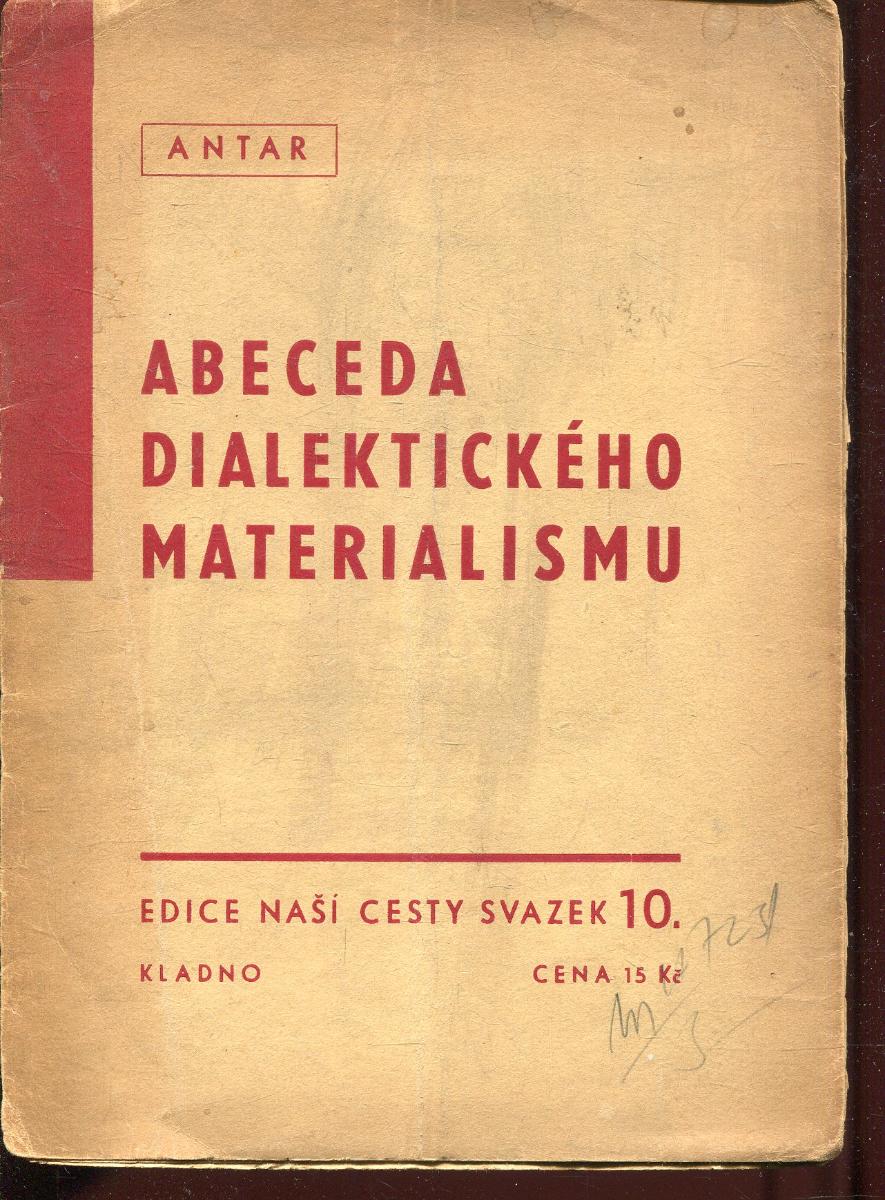 ANTAR
ABECEDA
DIALEKTICKÉHO
MATERIALISMU
EDICE NAŠÍ CESTY SVAZEK 10.
KLADNO
CENA 15 Kč